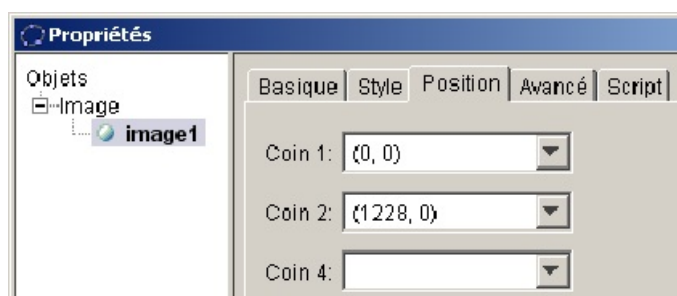 Propriétés
Objets
Image
image1
Basique Style Position Avancé Script
Coin 1: (0, 0)
Coin 2: (1228, 0)
Coin 4: